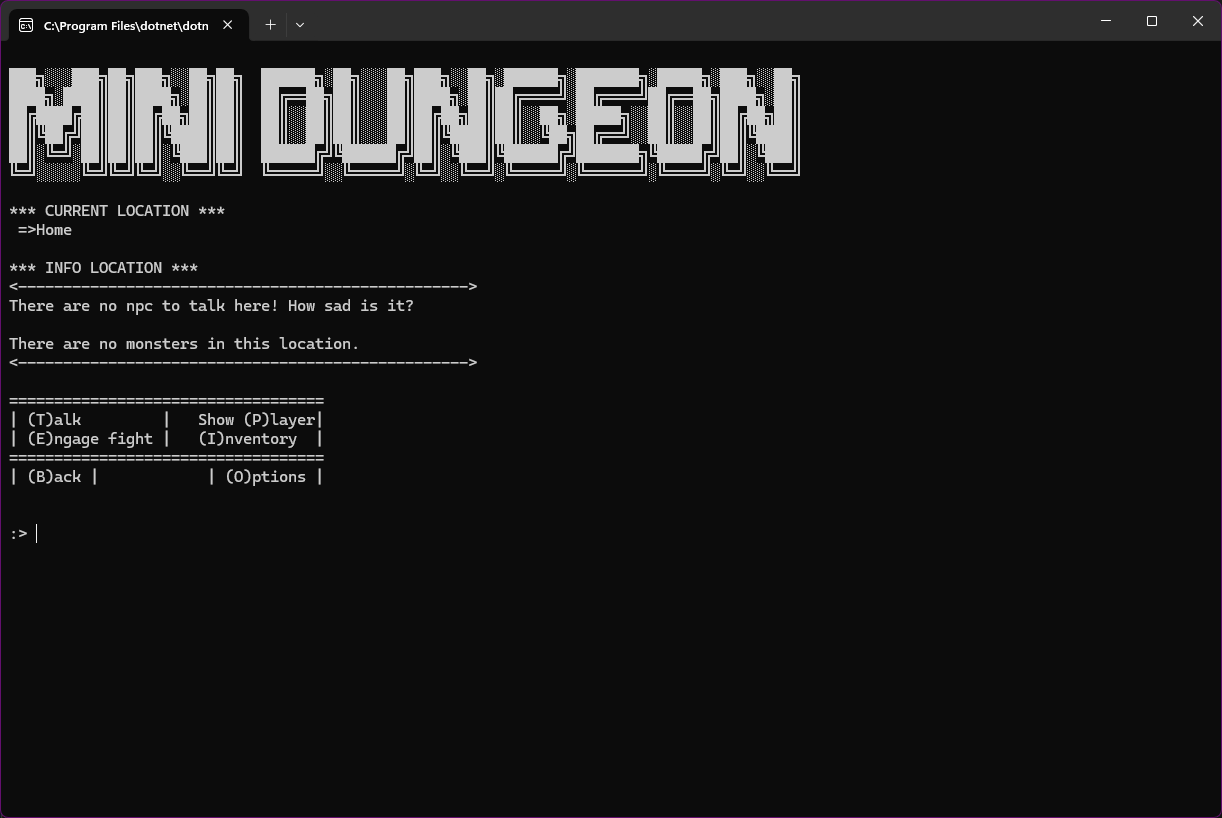 C:\Program Files\dotnet\dotn
MINI DUNGEON
*** CURRENT LOCATION ***
=>Home
*** INFO LOCATION ***
<-------------------------------------------------->
There are no npc to talk here! How sad is it?
There are no monsters in this location.
<-------------------------------------------------->
===================================
| (T)alk         |   Show (P)layer|
| (E)ngage fight |   (I)nventory  |
===================================
| (B)ack |            | (O)ptions |
:>